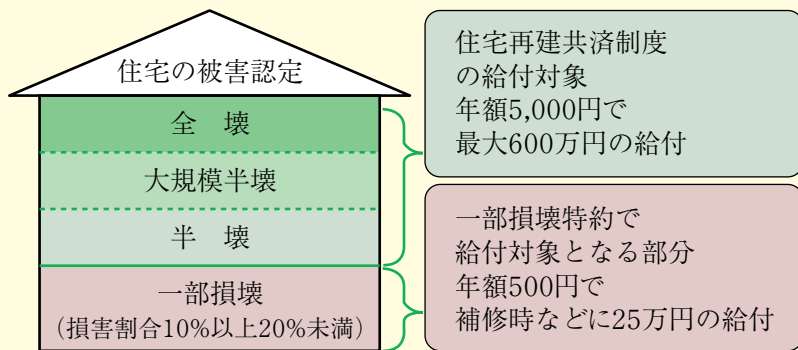 住宅の被害認定
全　壊
大規模半壊
半　壊
一部損壊
（損害割合10％以上20％未満）
住宅再建共済制度
の給付対象
年額5,000円で
最大600万円の給付
一部損壊特約で
給付対象となる部分
年額500円で
補修時などに25万円の給付